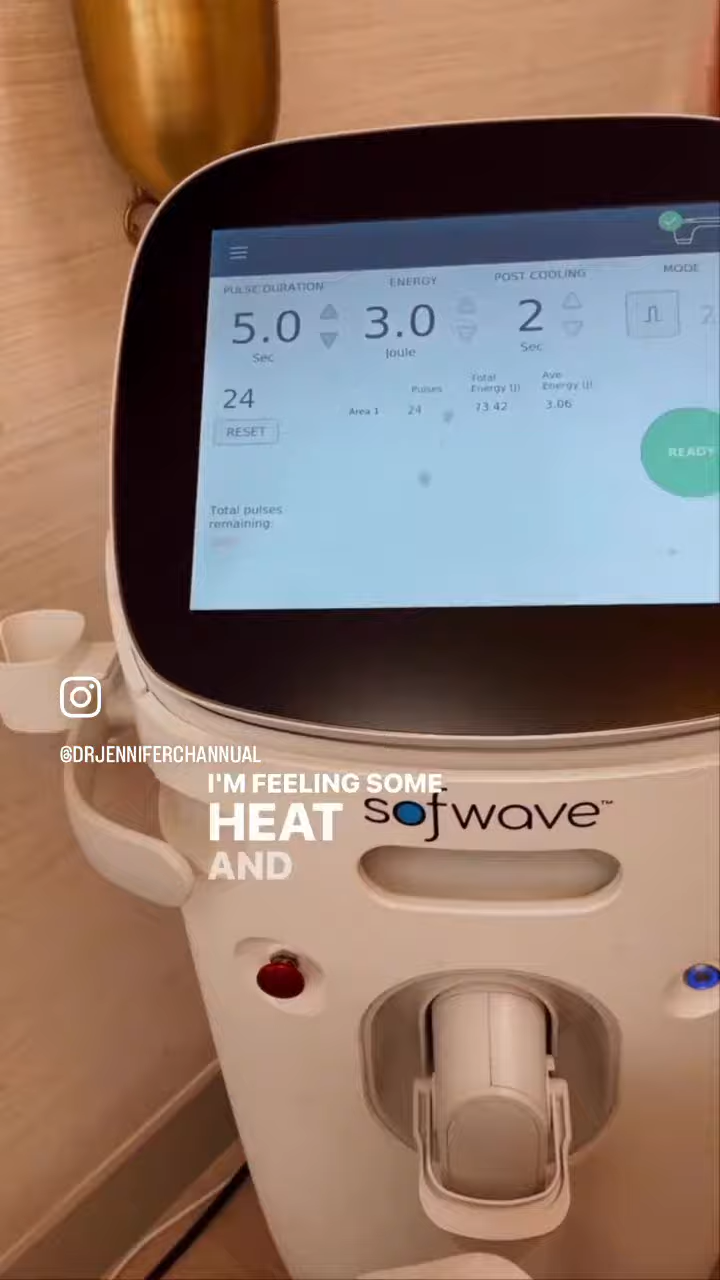 PULSE DURATION
ENERGY
POST COOLING
MODE
5.0
3.0
2
Sec
Joule
Sec
24
RESET
Pulses
Total
Energy (J)
Ave
Energy (J)
Area 1
24
73.42
3.06
READY
Total pulses
remaining:
@DRJENNIFERCHANNUAL
I'M FEELING SOME
HEAT
AND
sofwave™